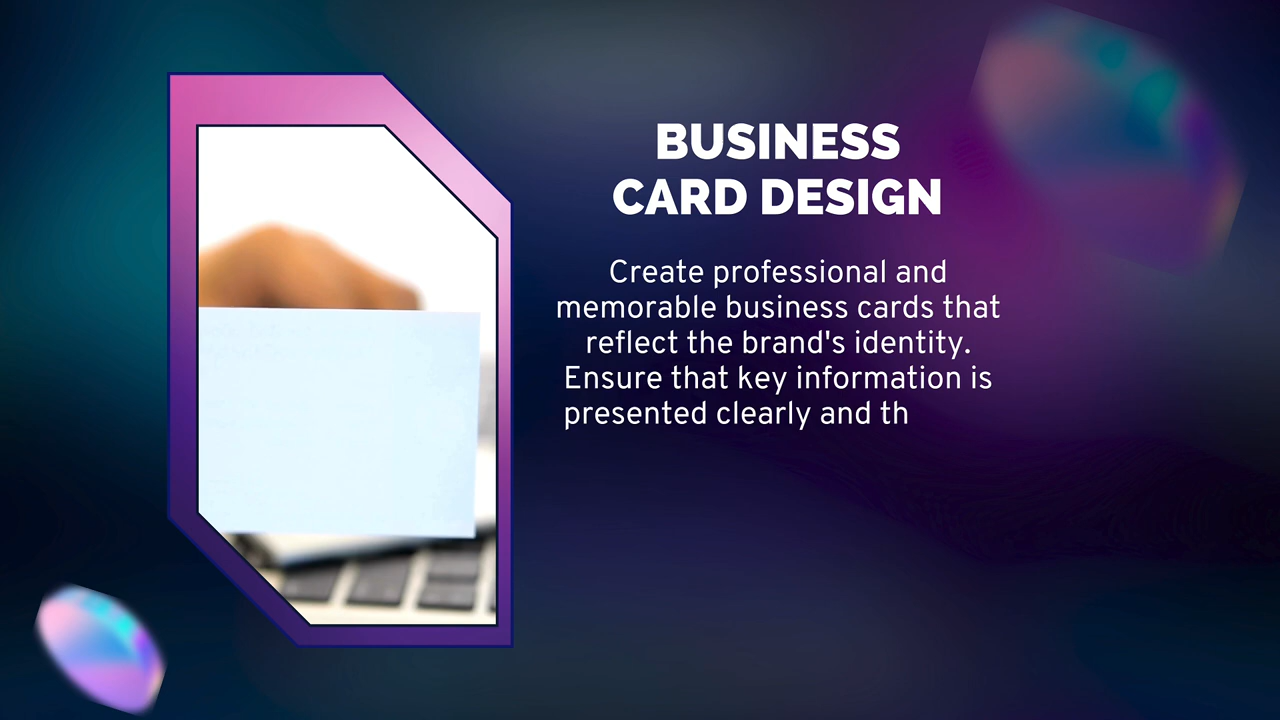 BUSINESS
CARD DESIGN
Create professional and
memorable business cards that
reflect the brand's identity.
Ensure that key information is
presented clearly and th